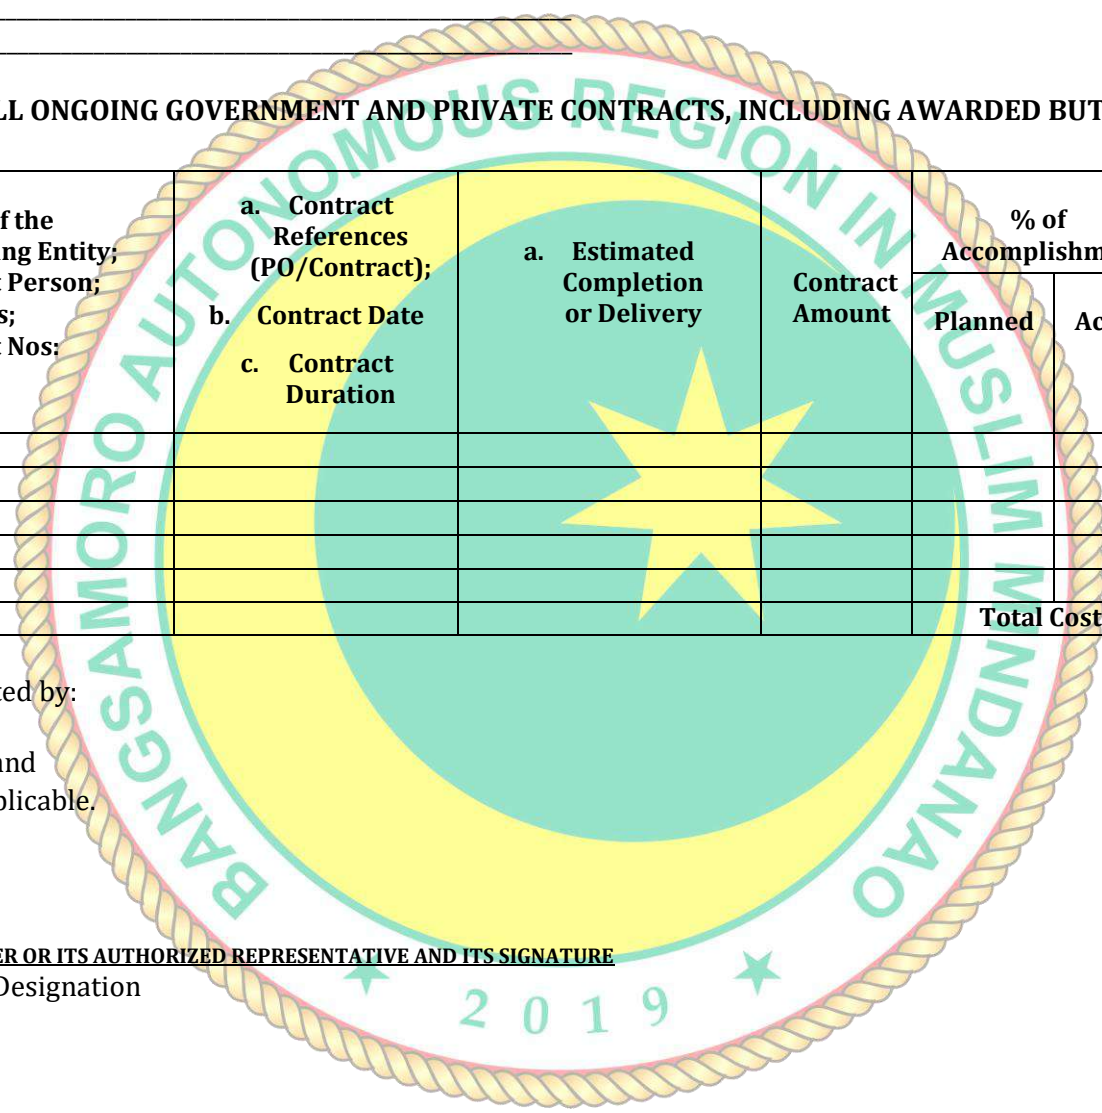 LL ONGOING GOVERNMENT AND PRIVATE CONTRACTS, INCLUDING AWARDED BUT
f the
ng Entity;
t Person;
s;
t Nos:
a. Contract
References
(PO/Contract);
b. Contract Date
c. Contract
Duration
a. Estimated
Completion
or Delivery
Contract
Amount
% of
Accomplishm
Planned
Ac
Total Cost
ted by:
and
plicable.
ER OR ITS AUTHORIZED REPRESENTATIVE AND ITS SIGNATURE
Designation
BANGSAMORO AUTONOMOUS REGION IN MUSLIM MINDANAO
2019